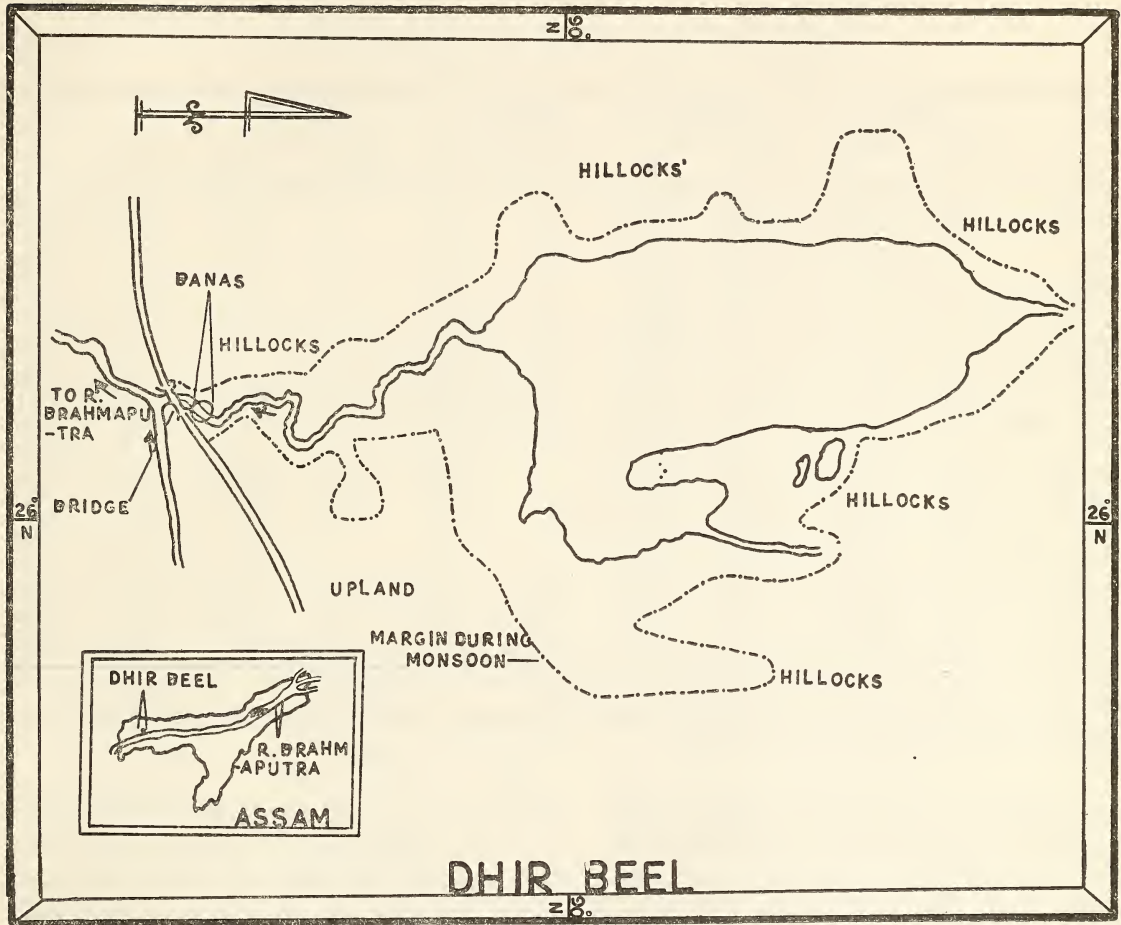 N 90°
N
HILLOCKS'
HILLOCKS
BANAS
HILLOCKS
TO R.
BRAHMAPU
-TRA
BRIDGE
HILLOCKS
26°
N
26°
N
UPLAND
MARGIN DURING
MONSOON
HILLOCKS
DHIR BEEL
R. BRAHM
-APUTRA
ASSAM
DHIR BEEL
N 90°